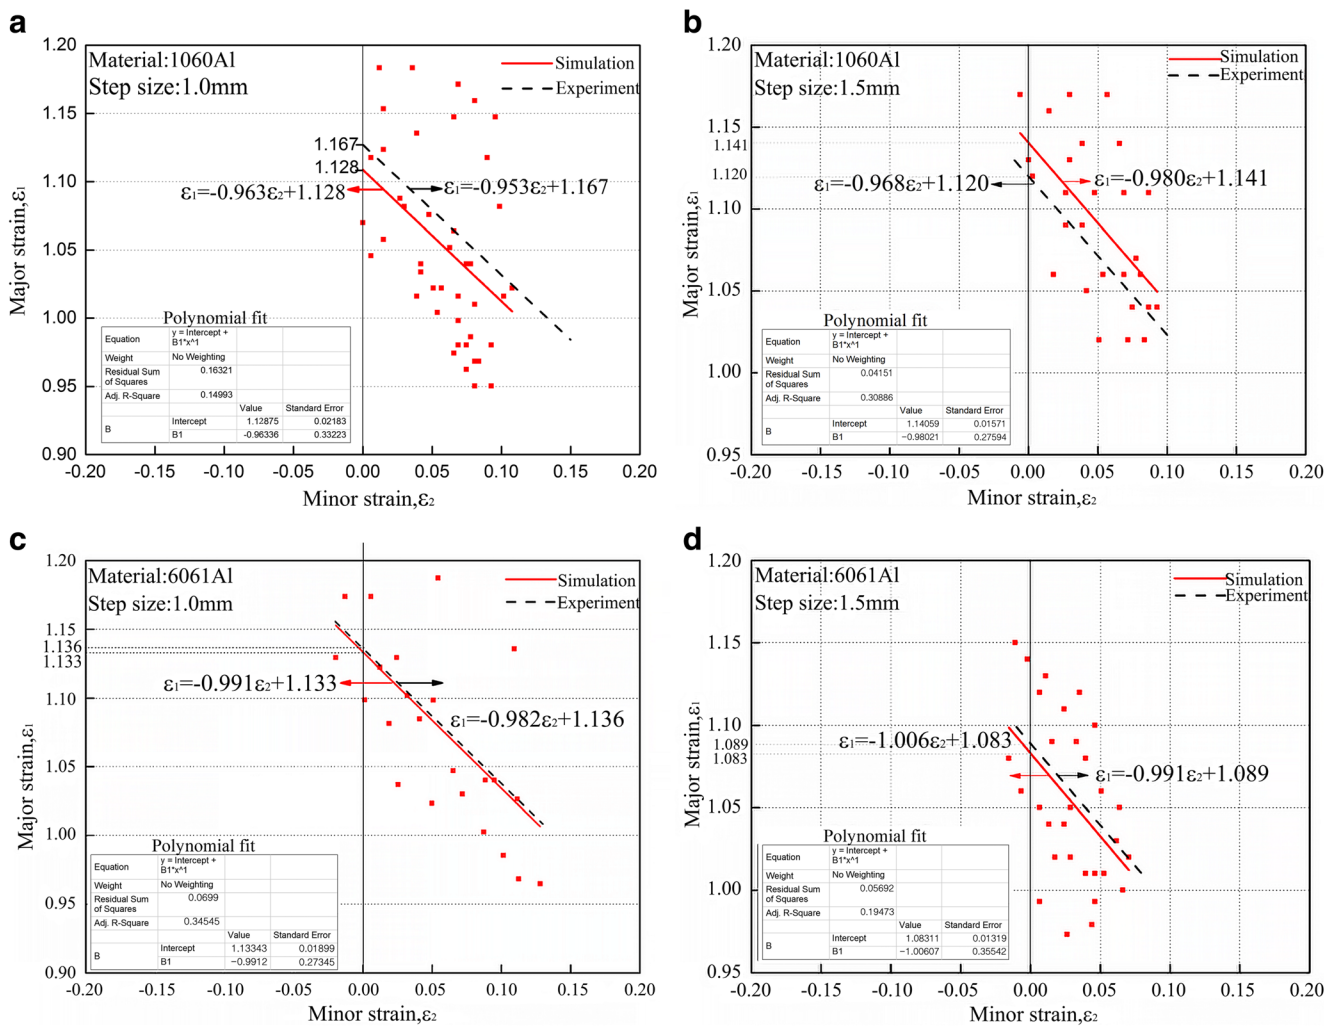 a
Material:1060Al
Step size:1.0mm
Simulation
Experiment
1.20
1.15
1.10
1.05
1.00
0.95
0.90
1.167
1.128
ε1=-0.963ε2+1.128
ε1=-0.953ε2+1.167
Major strain,ε1
Polynomial fit
Equation y = Intercept + B1*x^1
Weight No Weighting
Residual Sum of Squares 0.16321
Adj. R-Square 0.14993
Value Standard Error
B Intercept 1.12875 0.02183
B1 -0.96336 0.33223
-0.20 -0.15 -0.10 -0.05 0.00 0.05 0.10 0.15 0.20
Minor strain,ε2
b
Material:1060Al
Step size:1.5mm
Simulation
Experiment
1.20
1.15
1.141
1.120
1.10
1.05
1.00
0.95
ε1=-0.968ε2+1.120
ε1=-0.980ε2+1.141
Major strain,ε1
Polynomial fit
Equation y = Intercept + B1*x^1
Weight No Weighting
Residual Sum of Squares 0.04151
Adj. R-Square 0.30886
Value Standard Error
B Intercept 1.14059 0.01571
B1 -0.98021 0.27594
-0.20 -0.15 -0.10 -0.05 0.00 0.05 0.10 0.15 0.20
Minor strain,ε2
c
Material:6061Al
Step size:1.0mm
Simulation
Experiment
1.20
1.15
1.136
1.133
1.10
1.05
1.00
0.95
0.90
ε1=-0.991ε2+1.133
ε1=-0.982ε2+1.136
Major strain,ε1
Polynomial fit
Equation y = Intercept + B1*x^1
Weight No Weighting
Residual Sum of Squares 0.0699
Adj. R-Square 0.34545
Value Standard Error
B Intercept 1.13343 0.01899
B1 -0.9912 0.27345
-0.20 -0.15 -0.10 -0.05 0.00 0.05 0.10 0.15 0.20
Minor strain,ε2
d
Material:6061Al
Step size:1.5mm
Simulation
Experiment
1.20
1.15
1.10
1.089
1.083
1.05
1.00
0.95
ε1=-1.006ε2+1.083
ε1=-0.991ε2+1.089
Major strain,ε1
Polynomial fit
Equation y = Intercept + B1*x^1
Weight No Weighting
Residual Sum of Squares 0.05692
Adj. R-Square 0.19473
Value Standard Error
B Intercept 1.08311 0.01319
B1 −1.00607 0.35542
-0.20 -0.15 -0.10 -0.05 0.00 0.05 0.10 0.15 0.20
Minor strain,ε2